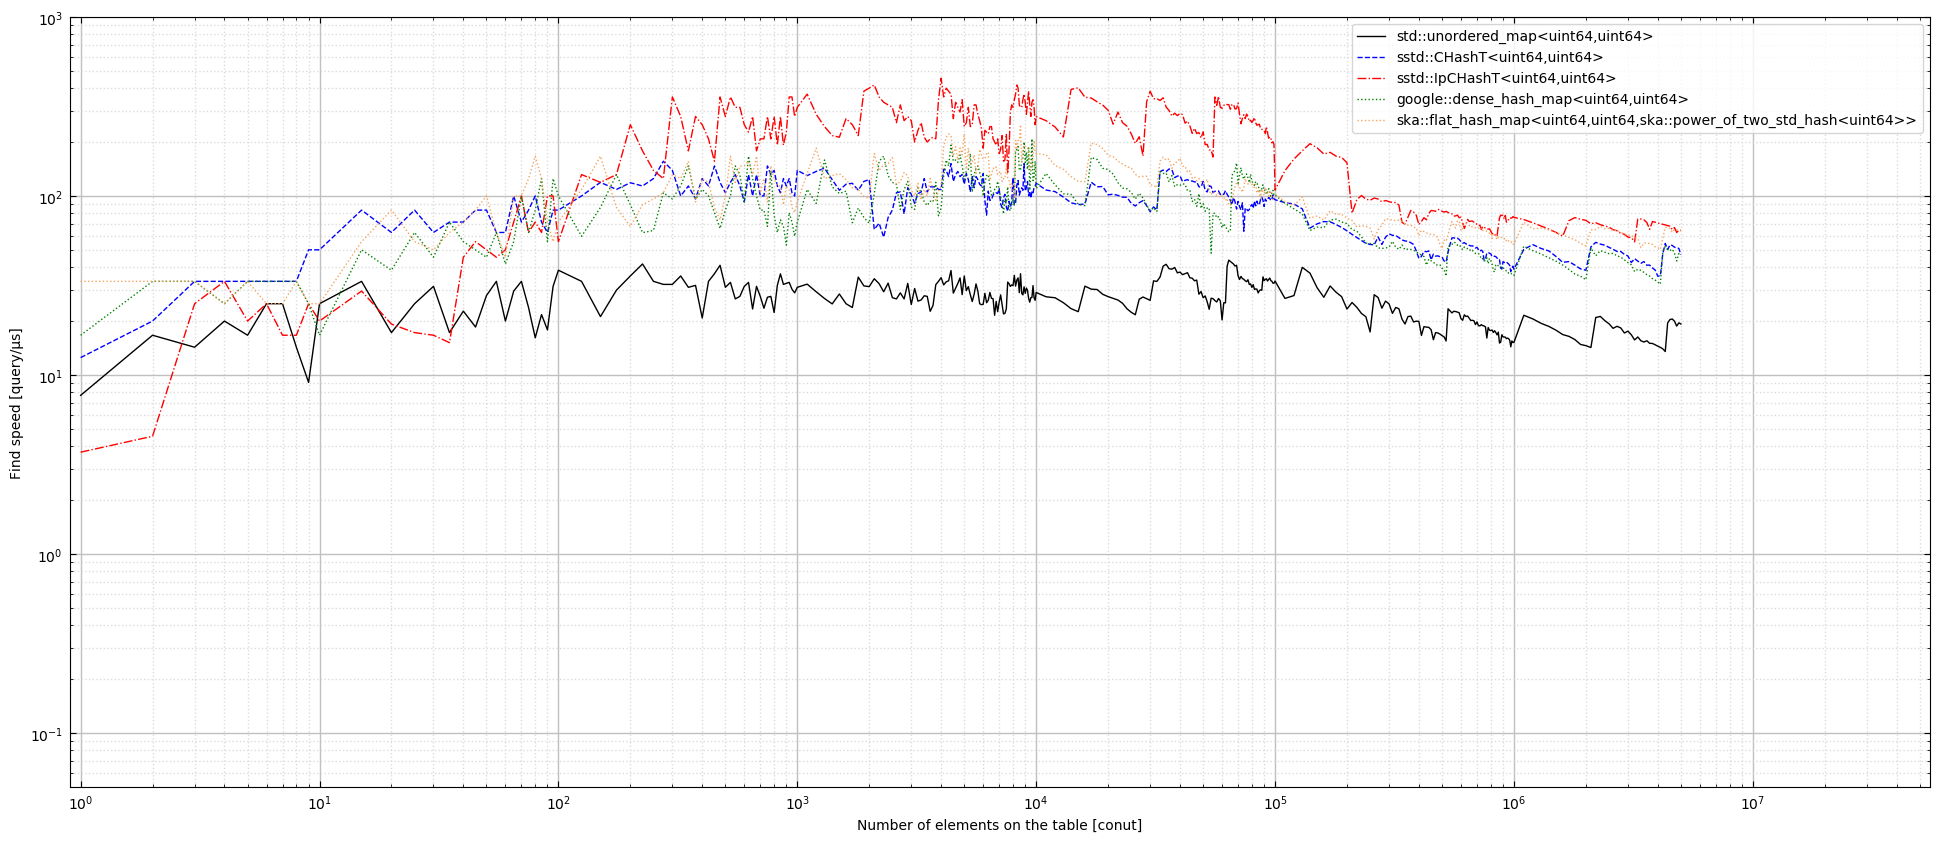 std::unordered_map<uint64,uint64>
sstd::CHashT<uint64,uint64>
sstd::IpCHashT<uint64,uint64>
google::dense_hash_map<uint64,uint64>
ska::flat_hash_map<uint64,uint64,ska::power_of_two_std_hash<uint64>>
Find speed [query/μs]
10³
10²
10¹
10⁰
10⁻¹
10⁰ 10¹ 10² 10³ 10⁴ 10⁵ 10⁶ 10⁷
Number of elements on the table [conut]